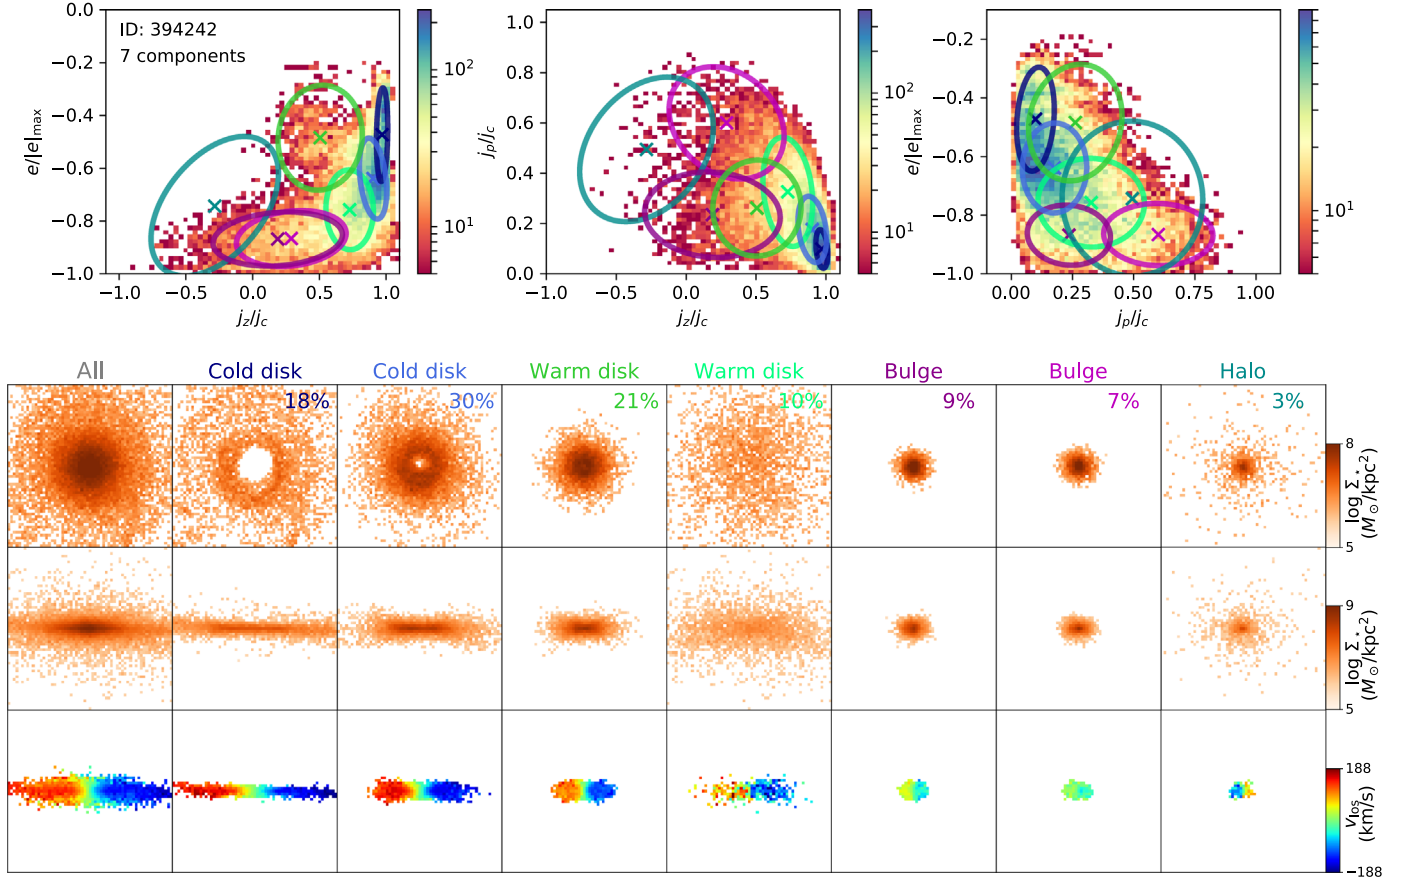 ID: 394242
7 components
0.0
−0.2
−0.4
−0.6
−0.8
−1.0
e/|e|max
−1.0
−0.5
0.0
0.5
1.0
jz/jc
10²
10¹
1.0
0.8
0.6
0.4
0.2
0.0
jp/jc
−1.0
−0.5
0.0
0.5
1.0
jz/jc
10²
10¹
−0.2
−0.4
−0.6
−0.8
−1.0
e/|e|max
0.00
0.25
0.50
0.75
1.00
jp/jc
10¹
All
Cold disk
Cold disk
Warm disk
Warm disk
Bulge
Bulge
Halo
18%
30%
21%
10%
9%
7%
3%
8
log Σ*
(M⊙/kpc²)
5
9
log Σ*
(M⊙/kpc²)
5
188
vlos
(km/s)
−188